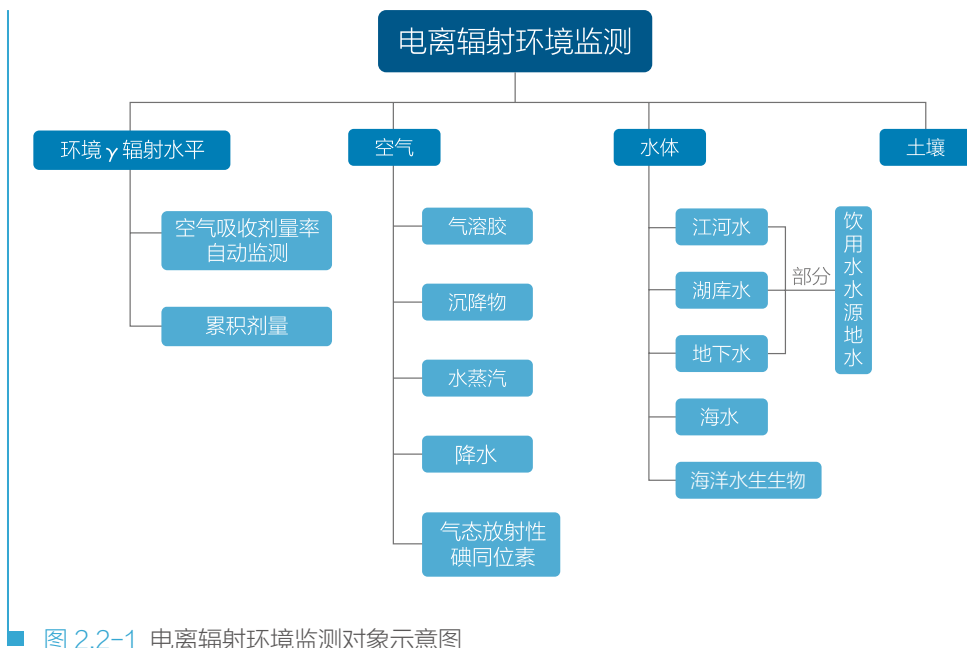 电离辐射环境监测
环境γ辐射水平
空气
水体
土壤
空气吸收剂量率
自动监测
累积剂量
气溶胶
沉降物
水蒸汽
降水
气态放射性
碘同位素
江河水
湖库水
地下水
海水
海洋水生生物
部分
饮用水水源地水
图 2.2-1 电离辐射环境监测对象示意图